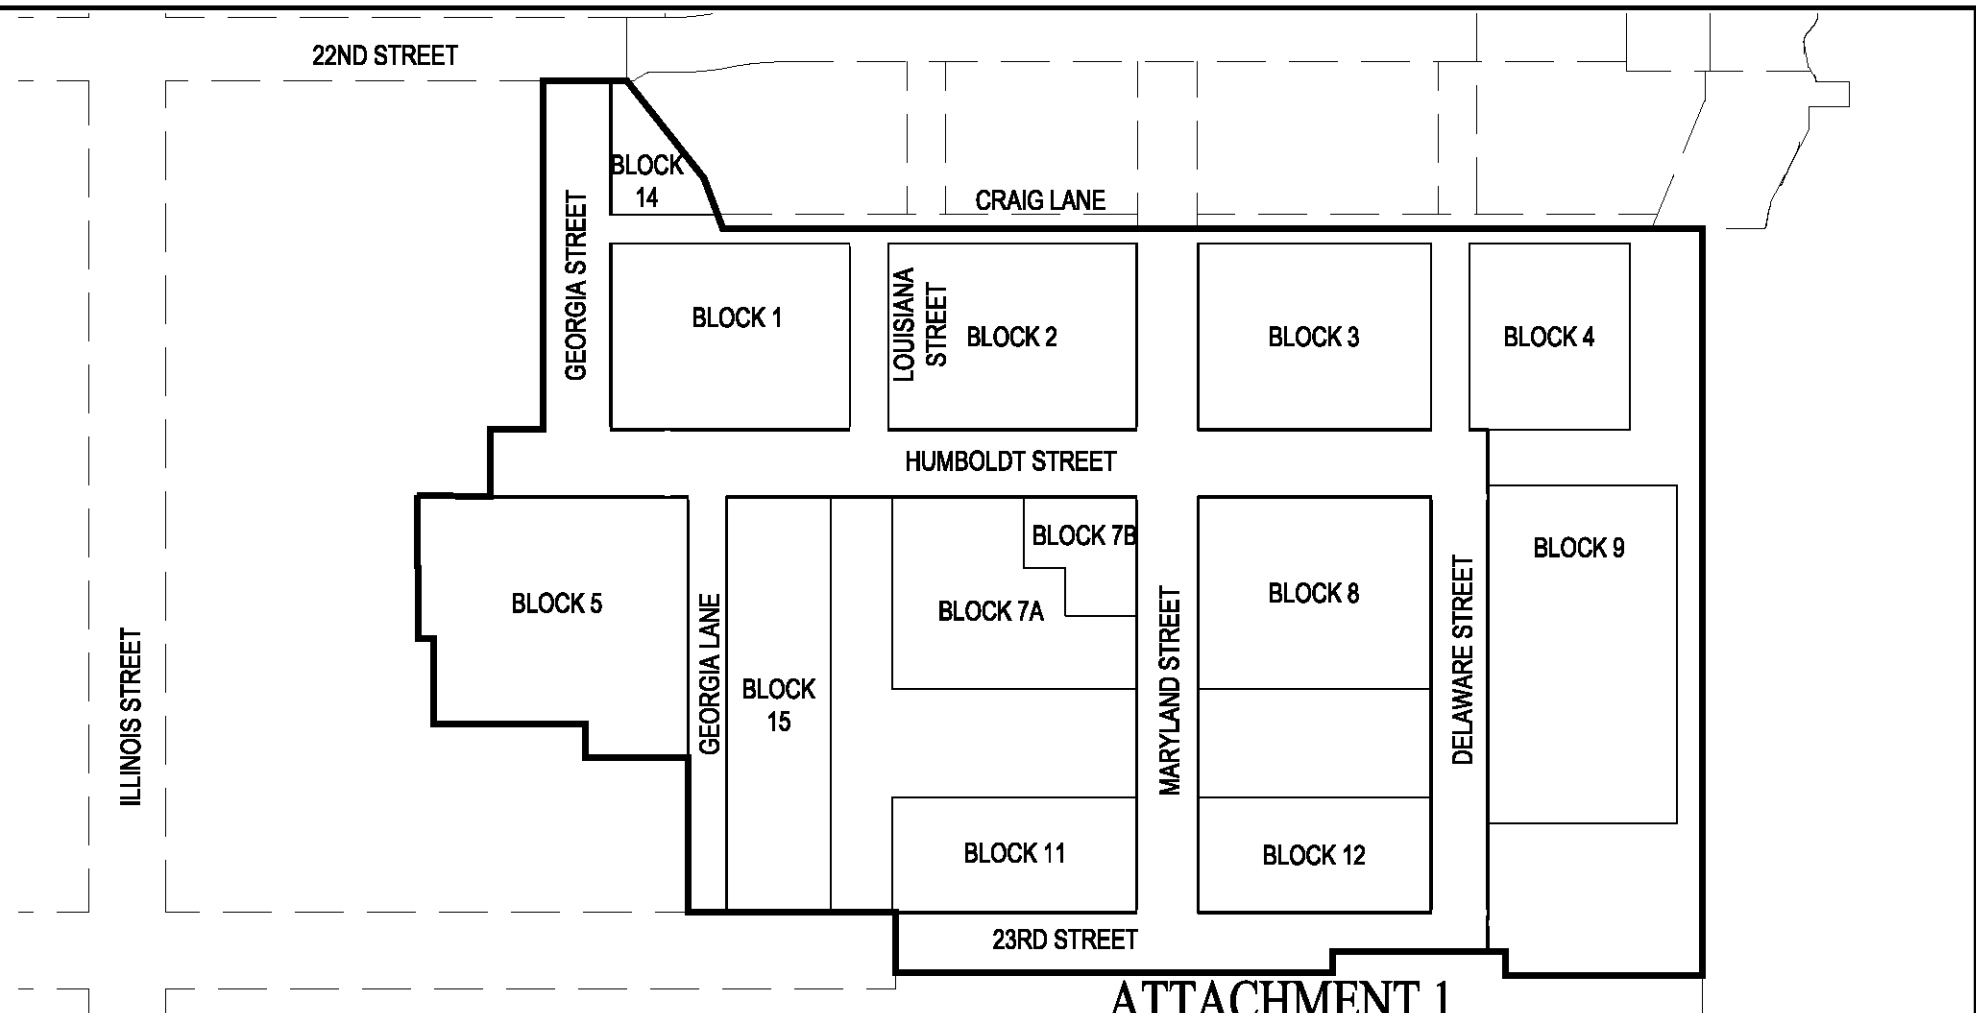 22ND STREET
BLOCK
14
CRAIG LANE
GEORGIA STREET
BLOCK 1
LOUISIANA
STREET
BLOCK 2
BLOCK 3
BLOCK 4
HUMBOLDT STREET
BLOCK 5
GEORGIA LANE
BLOCK
15
BLOCK 7A
BLOCK 7B
MARYLAND STREET
BLOCK 8
DELAWARE STREET
BLOCK 9
ILLINOIS STREET
BLOCK 11
BLOCK 12
23RD STREET
ATTACHMENT 1